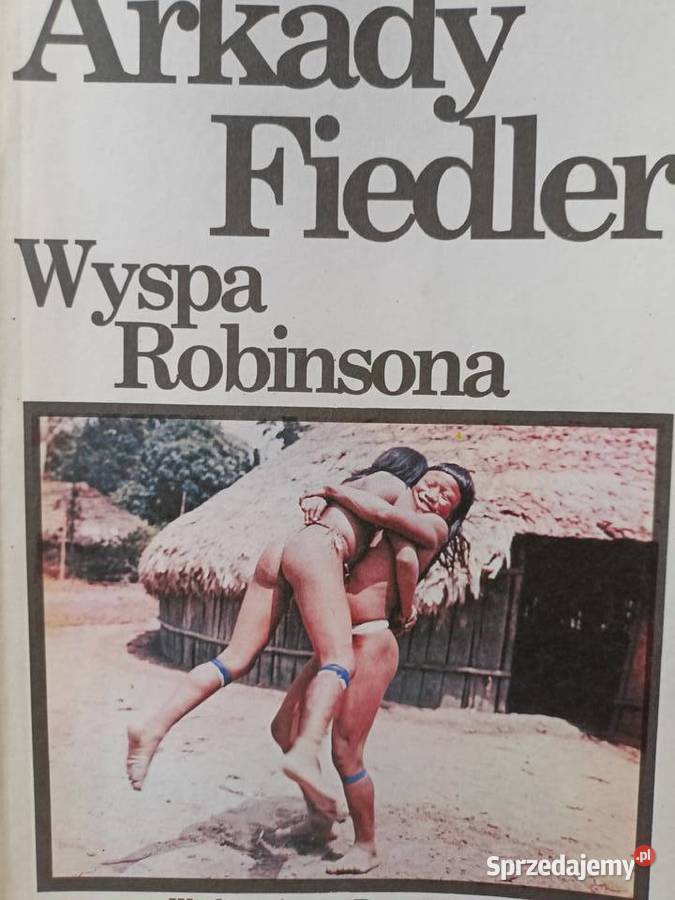 Arkady
Fiedler
Wyspa
Robinsona
Sprzedajemy.pl